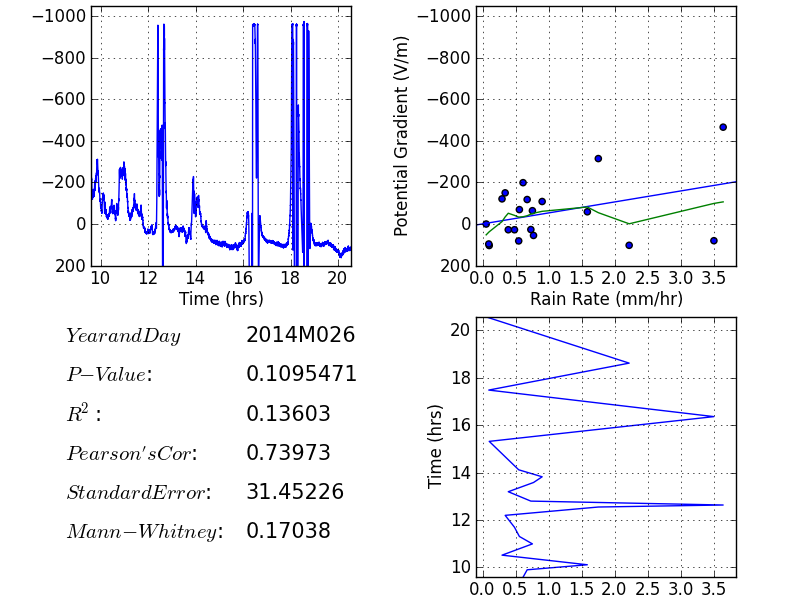 −1000
−800
−600
−400
−200
0
200
10 12 14 16 18 20
Time (hrs)
Potential Gradient (V/m)
−1000
−800
−600
−400
−200
0
200
0.0 0.5 1.0 1.5 2.0 2.5 3.0 3.5
Rain Rate (mm/hr)
YearandDay 2014M026
P−Value: 0.1095471
R²: 0.13603
Pearson'sCor: 0.73973
StandardError: 31.45226
Mann−Whitney: 0.17038
Time (hrs)
20
18
16
14
12
10
0.0 0.5 1.0 1.5 2.0 2.5 3.0 3.5